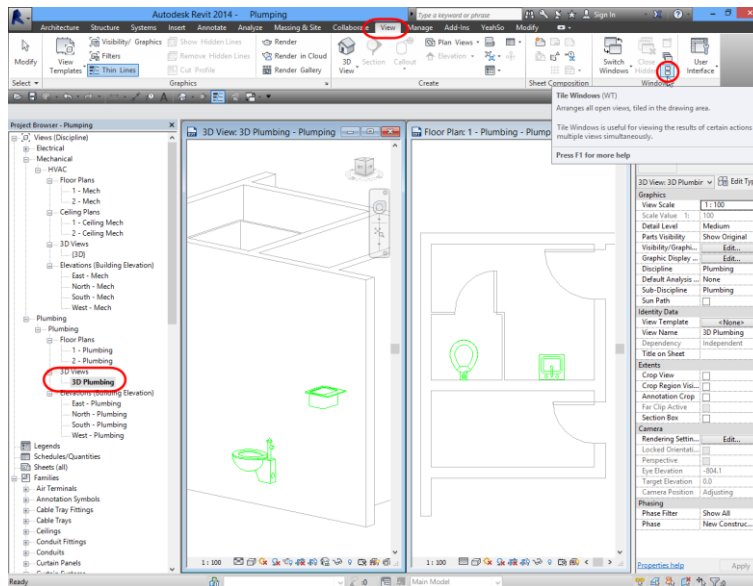 Autodesk Revit 2014 - Plumping
Type a keyword or phrase
Sign In
Architecture Structure Systems Insert Annotate Analyze Massing & Site Collaborate View Manage Add-Ins YeahSo Modify
Modify
View Templates
Visibility/ Graphics
Filters
Thin Lines
Show Hidden Lines
Remove Hidden Lines
Cut Profile
Render
Render in Cloud
Render Gallery
3D View
Section
Callout
Plan Views
Elevation
Switch Windows
Close Hidden
User Interface
Select
Graphics
Create
Sheet Composition
Windows
Tile Windows (WT)
Arranges all open views, tiled in the drawing area.
Tile Windows is useful for viewing the results of certain actions
multiple views simultaneously.
Press F1 for more help
Project Browser - Plumping
Views (Discipline)
Electrical
Mechanical
HVAC
Floor Plans
1 - Mech
2 - Mech
Ceiling Plans
1 - Ceiling Mech
2 - Ceiling Mech
3D Views
{3D}
Elevations (Building Elevation)
East - Mech
North - Mech
South - Mech
West - Mech
Plumbing
Plumbing
Floor Plans
1 - Plumbing
2 - Plumbing
3D Views
3D Plumbing
Elevations (Building Elevation)
East - Plumbing
North - Plumbing
South - Plumbing
West - Plumbing
Legends
Schedules/Quantities
Sheets (all)
Families
Air Terminals
Annotation Symbols
Cable Tray Fittings
Cable Trays
Ceilings
Conduit Fittings
Conduits
Curtain Panels
3D View: 3D Plumbing - Plumping
1 : 100
Floor Plan: 1 - Plumbing - Plump
1 : 100
3D View: 3D Plumbir
Edit Typ
Graphics
View Scale 1 : 100
Scale Value 1: 100
Detail Level Medium
Parts Visibility Show Original
Visibility/Graphi... Edit...
Graphic Display ... Edit...
Discipline Plumbing
Default Analysis ... None
Sub-Discipline Plumbing
Sun Path
Identity Data
View Template <None>
View Name 3D Plumbing
Dependency Independent
Title on Sheet
Extents
Crop View
Crop Region Visi...
Annotation Crop
Far Clip Active
Section Box
Camera
Rendering Settin... Edit...
Locked Orientati...
Perspective
Eye Elevation -804.1
Target Elevation 0.0
Camera Position Adjusting
Phasing
Phase Filter Show All
Phase New Construc...
Properties help
Apply
Ready
Main Model